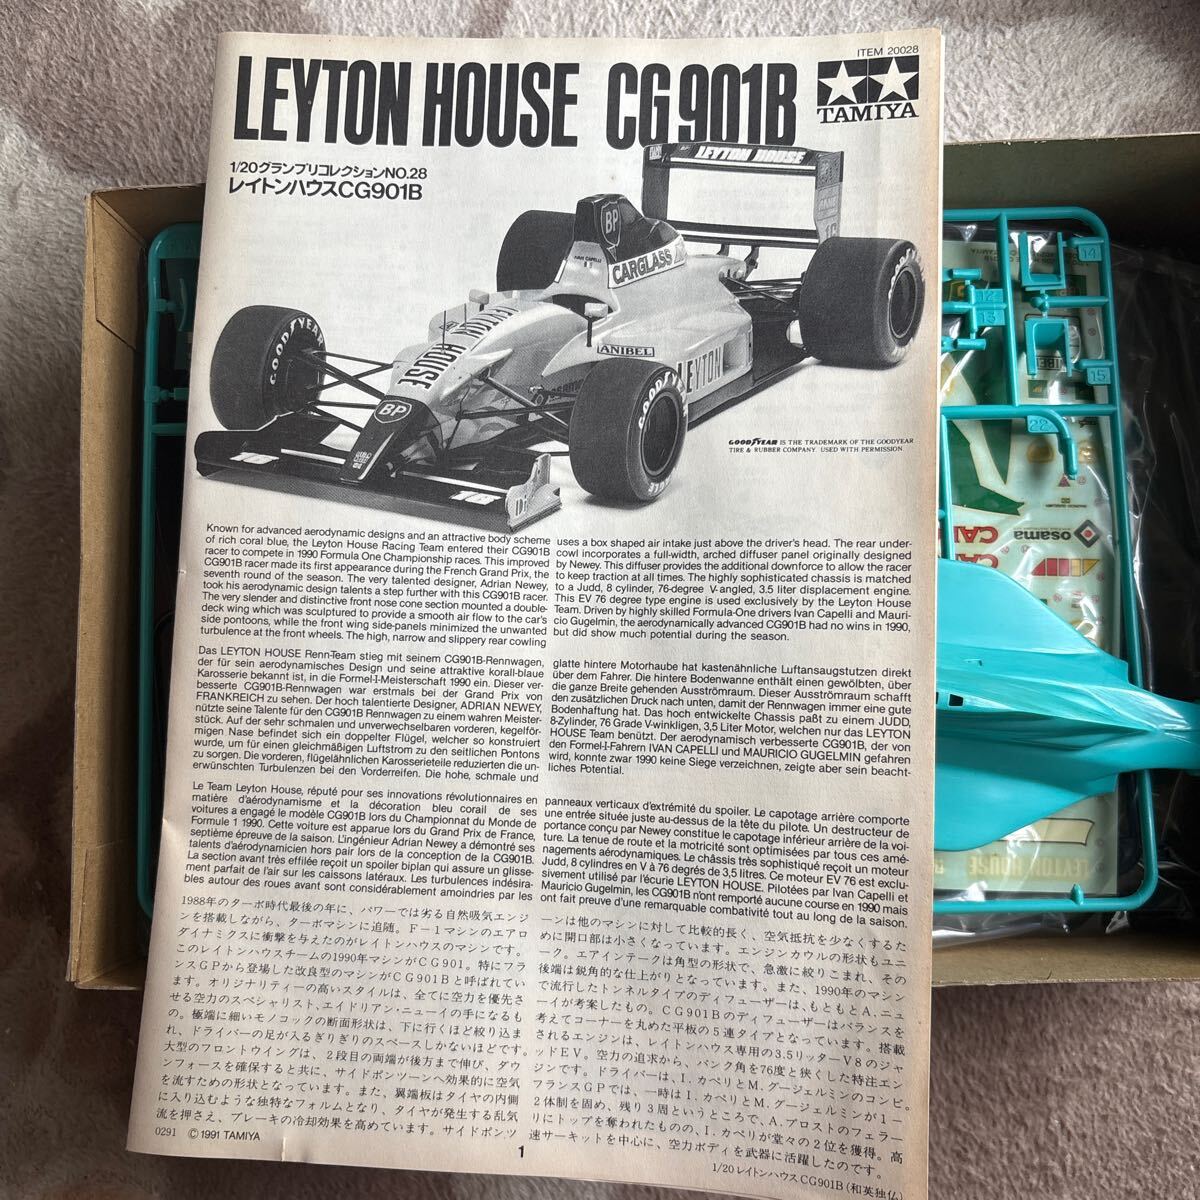 ITEM 20028
LEYTON HOUSE CG901B
TAMIYA
1/20グランプリコレクションNO.28
レイトンハウスCG901B
LEYTON HOUSE
BP
IVAN CAPELLI
CARGLASS
LEYTON HOUSE
ANIBEL
LEYTON
GOODYEAR
GOODYEAR
EAGLE
BP
16
16
GOODYEAR IS THE TRADEMARK OF THE GOODYEAR
TIRE & RUBBER COMPANY. USED WITH PERMISSION.
Known for advanced aerodynamic designs and an attractive body scheme
of rich coral blue, the Leyton House Racing Team entered their CG901B
racer to compete in 1990 Formula One Championship races. This improved
CG901B racer made its first appearance during the French Grand Prix, the
seventh round of the season. The very talented designer, Adrian Newey,
took his aerodynamic design talents a step further with this CG901B racer.
The very slender and distinctive front nose cone section mounted a double-
deck wing which was sculptured to provide a smooth air flow to the car's
side pontoons, while the front wing side-panels minimized the unwanted
turbulence at the front wheels. The high, narrow and slippery rear cowling
uses a box shaped air intake just above the driver's head. The rear under-
cowl incorporates a full-width, arched diffuser panel originally designed
by Newey. This diffuser provides the additional downforce to allow the racer
to keep traction at all times. The highly sophisticated chassis is matched
to a Judd, 8 cylinder, 76-degree V-angled, 3.5 liter displacement engine.
This EV 76 degree type engine is used exclusively by the Leyton House
Team. Driven by highly skilled Formula-One drivers Ivan Capelli and Mauri-
cio Gugelmin, the aerodynamically advanced CG901B had no wins in 1990,
but did show much potential during the season.
Das LEYTON HOUSE Renn-Team stieg mit seinem CG901B-Rennwagen,
der für sein aerodynamisches Design und seine attraktive korall-blaue
Karosserie bekannt ist, in die Formel-I-Meisterschaft 1990 ein. Dieser ver-
besserte CG901B-Rennwagen war erstmals bei der Grand Prix von
FRANKREICH zu sehen. Der hoch talentierte Designer, ADRIAN NEWEY,
nützte seine Talente für den CG901B Rennwagen zu einem wahren Meister-
stück. Auf der sehr schmalen und unverwechselbaren vorderen, kegelför-
migen Nase befindet sich ein doppelter Flügel, welcher so konstruiert
wurde, um für einen gleichmäßigen Luftstrom zu den seitlichen Pontons
zu sorgen. Die vorderen, flügelähnlichen Karosserieteile reduzierten die un-
erwünschten Turbulenzen bei den Vorderreifen. Die hohe, schmale und
glatte hintere Motorhaube hat kastenähnliche Luftansaugstutzen direkt
über dem Fahrer. Die hintere Bodenwanne enthält einen gewölbten, über
die ganze Breite gehenden Ausströmraum. Dieser Ausströmraum schafft
den zusätzlichen Druck nach unten, damit der Rennwagen immer eine gute
Bodenhaftung hat. Das hoch entwickelte Chassis paßt zu einem JUDD,
8-Zylinder, 76 Grade V-winkligen, 3,5 Liter Motor, welchen nur das LEYTON
HOUSE Team benützt. Der aerodynamisch verbesserte CG901B, der von
den Formel-I-Fahrern IVAN CAPELLI und MAURICIO GUGELMIN gefahren
wird, konnte zwar 1990 keine Siege verzeichnen, zeigte aber sein beacht-
liches Potential.
Le Team Leyton House, réputé pour ses innovations révolutionnaires en
matière d'aérodynamisme et la décoration bleu corail de ses
voitures a engagé le modèle CG901B lors du Championnat du Monde de
Formule 1 1990. Cette voiture est apparue lors du Grand Prix de France,
septième épreuve de la saison. L'ingénieur Adrian Newey a démontré ses
talents d'aérodynamicien hors pair lors de la conception de la CG901B.
La section avant très effilée reçoit un spoiler biplan qui assure un glisse-
ment parfait de l'air sur les caissons latéraux. Les turbulences indésira-
bles autour des roues avant sont considérablement amoindries par les
panneaux verticaux d'extrémité du spoiler. Le capotage arrière comporte
une entrée située juste au-dessus de la tête du pilote. Un destructeur de
portance conçu par Newey constitue le capotage inférieur arrière de la voi-
ture. La tenue de route et la motricité sont optimisées par tous ces amé-
nagements aérodynamiques. Le châssis très sophistiqué reçoit un moteur
Judd, 8 cylindres en V à 76 degrés de 3,5 litres. Ce moteur EV 76 est exclu-
sivement utilisé par l'écurie LEYTON HOUSE. Pilotées par Ivan Capelli et
Mauricio Gugelmin, les CG901B n'ont remporté aucune course en 1990 mais
ont fait preuve d'une remarquable combativité tout au long de la saison.
1988年のターボ時代最後の年に、パワーでは劣る自然吸気エンジ
ンを搭載しながら、ターボマシンに追随。F-1マシンのエアロ
ダイナミクスに衝撃を与えたのがレイトンハウスのマシンです。
このレイトンハウスチームの1990年マシンがCG901。特にフラ
ンスGPから登場した改良型のマシンがCG901Bと呼ばれてい
ます。オリジナリティーの高いスタイルは、全てに空力を優先さ
せる空力のスペシャリスト、エイドリアン・ニューイの手になるも
の。極端に細いモノコックの断面形状は、下に行くほど絞り込ま
れ、ドライバーの足が入るぎりぎりのスペースしかないほどです。
大型のフロントウイングは、2段目の両端が後方まで伸び、ダウ
ンフォースを確保すると共に、サイドポンツーンへ効果的に空気
を流すための形状となっています。また、翼端板はタイヤの内側
に入り込むような独特なフォルムとなり、タイヤが発生する乱気
流を押さえ、ブレーキの冷却効果を高めています。サイドポンツ
ーンは他のマシンに対して比較的長く、空気抵抗を少なくするた
めに開口部は小さくなっています。エンジンカウルの形状もユニ
ーク。エアインテークは角型の形状で、急激に絞りこまれ、その
後端は鋭角的な仕上がりとなっています。また、1990年のマシン
で流行したトンネルタイプのディフューザーは、もともとA.ニュ
ーイが考案したもの。CG901Bのディフューザーはバランスを
考えてコーナーを丸めた平板の5連タイプとなっています。搭載
されるエンジンは、レイトンハウス専用の3.5リッターV8のジャ
ッドEV。空力の追求から、バンク角を76度と狭くした特注エン
ジンです。ドライバーは、I.カペリとM.グージェルミンのコンビ。
フランスGPでは、一時はI.カペリとM.グージェルミンが1-
2体制を固め、残り3周というところで、A.プロストのフェラー
リにトップを奪われたものの、I.カペリが堂々の2位を獲得。高
速サーキットを中心に、空力ボディを武器に活躍したのです。
0291 ©1991 TAMIYA
1
1/20 レイトンハウスCG901B (和英独仏)
14
12
13
15
22
osama
LEYTON HOUSE